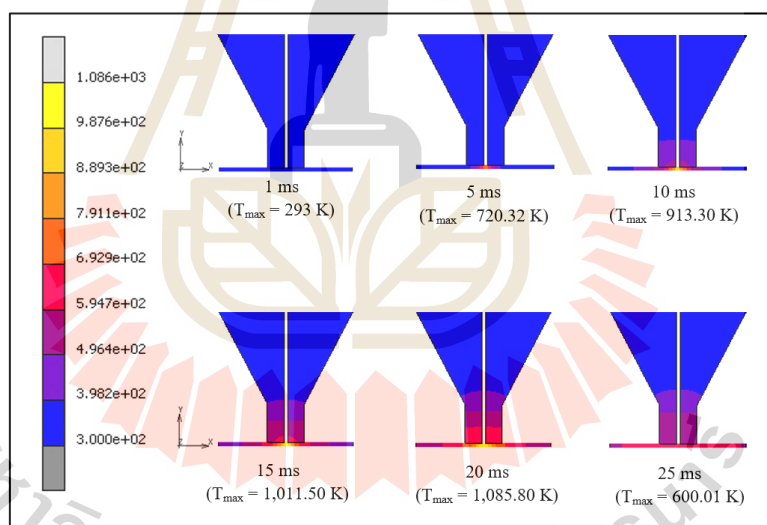 1.086e+03
9.876e+02
8.893e+02
7.911e+02
6.929e+02
5.947e+02
4.964e+02
3.982e+02
3.000e+02
Y
Z X
1 ms
(Tmax = 293 K)
5 ms
(Tmax = 720.32 K)
10 ms
(Tmax = 913.30 K)
Y
Z X
15 ms
(Tmax = 1,011.50 K)
20 ms
(Tmax = 1,085.80 K)
25 ms
(Tmax = 600.01 K)